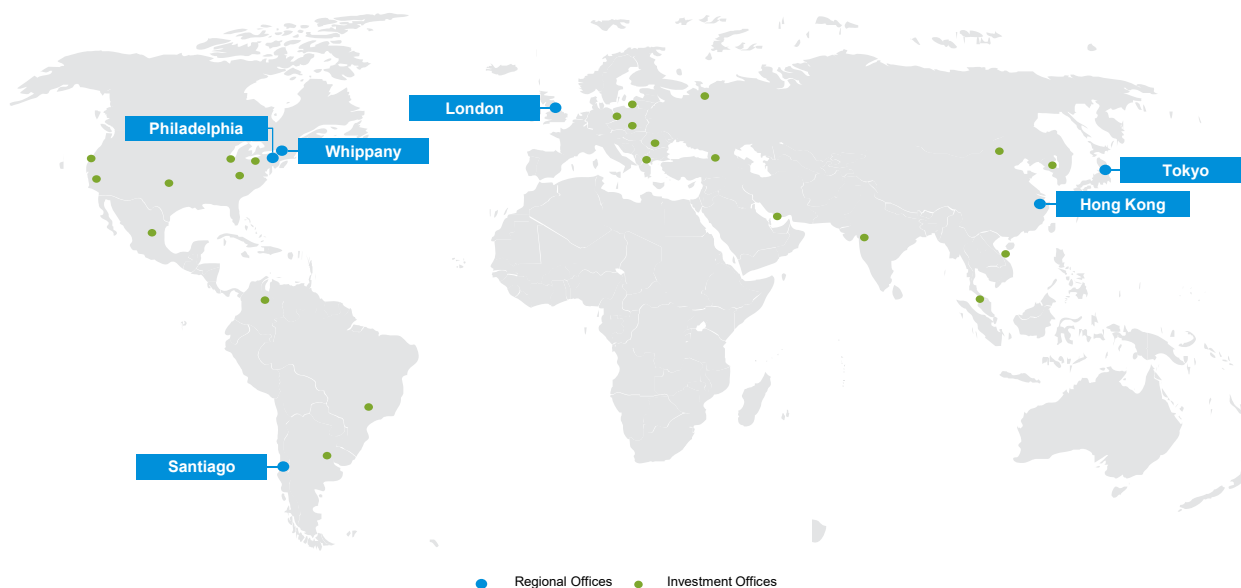 London
Philadelphia
Whippany
Tokyo
Hong Kong
Santiago
Regional Offices
Investment Offices